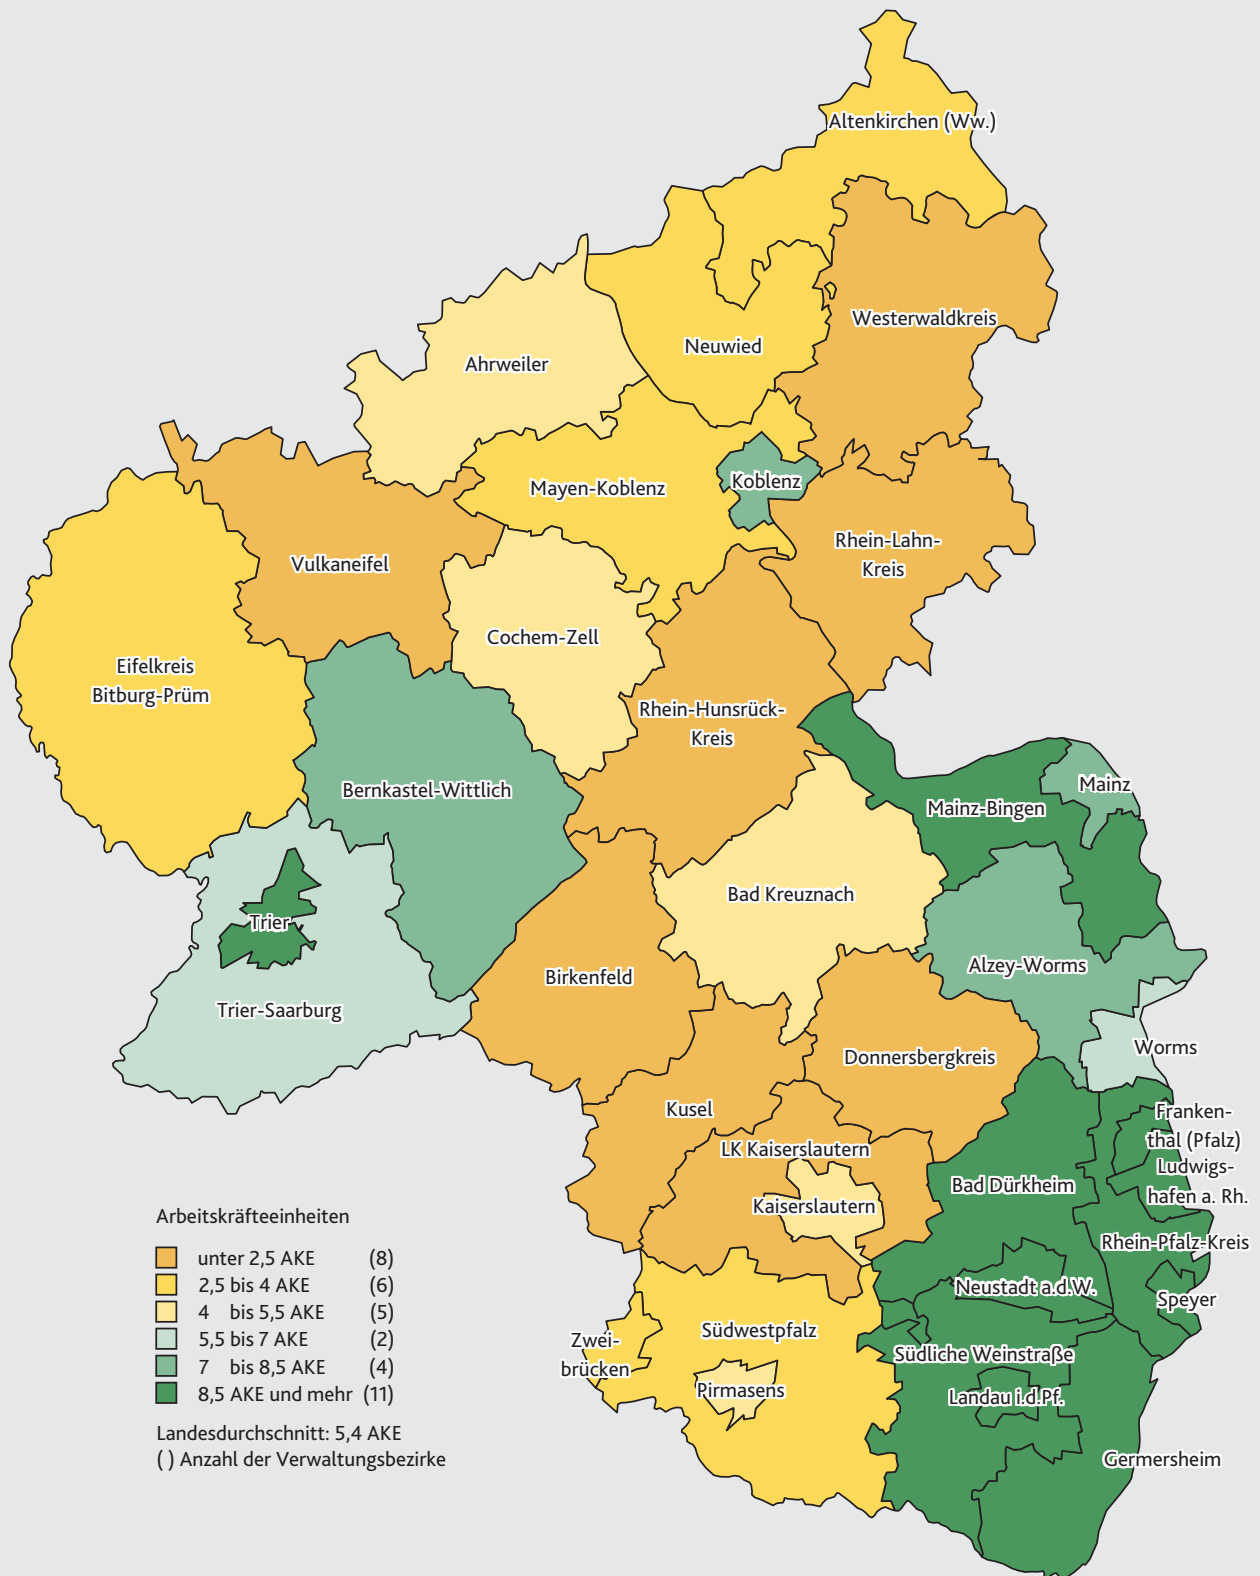 Altenkirchen (Ww.)
Westerwaldkreis
Neuwied
Ahrweiler
Koblenz
Mayen-Koblenz
Rhein-Lahn-
Kreis
Vulkaneifel
Cochem-Zell
Eifelkreis
Bitburg-Prüm
Rhein-Hunsrück-
Kreis
Bernkastel-Wittlich
Mainz
Mainz-Bingen
Bad Kreuznach
Trier
Alzey-Worms
Birkenfeld
Trier-Saarburg
Worms
Donnersbergkreis
Kusel
Franken-
thal (Pfalz)
LK Kaiserslautern
Ludwigs-
hafen a. Rh.
Bad Dürkheim
Kaiserslautern
Rhein-Pfalz-Kreis
Neustadt a.d.W.
Speyer
Südwestpfalz
Zwei-
brücken
Südliche Weinstraße
Pirmasens
Landau i.d.Pf.
Germersheim
Arbeitskräfteeinheiten
unter 2,5 AKE (8)
2,5 bis 4 AKE (6)
4 bis 5,5 AKE (5)
5,5 bis 7 AKE (2)
7 bis 8,5 AKE (4)
8,5 AKE und mehr (11)
Landesdurchschnitt: 5,4 AKE
( ) Anzahl der Verwaltungsbezirke